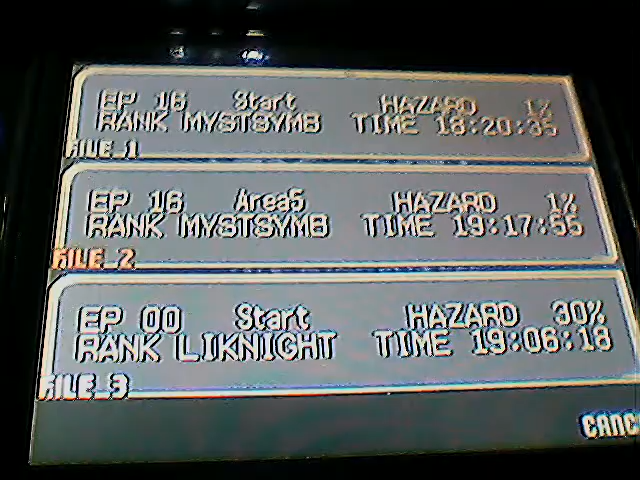 EP 16 Start HAZARD 1%
RANK MYSTSYMB TIME 18:20:35
FILE 1
EP 16 Area5 HAZARD 1%
RANK MYSTSYMB TIME 19:17:55
FILE 2
EP 00 Start HAZARD 30%
RANK LIKNIGHT TIME 19:06:18
FILE 3
CANC